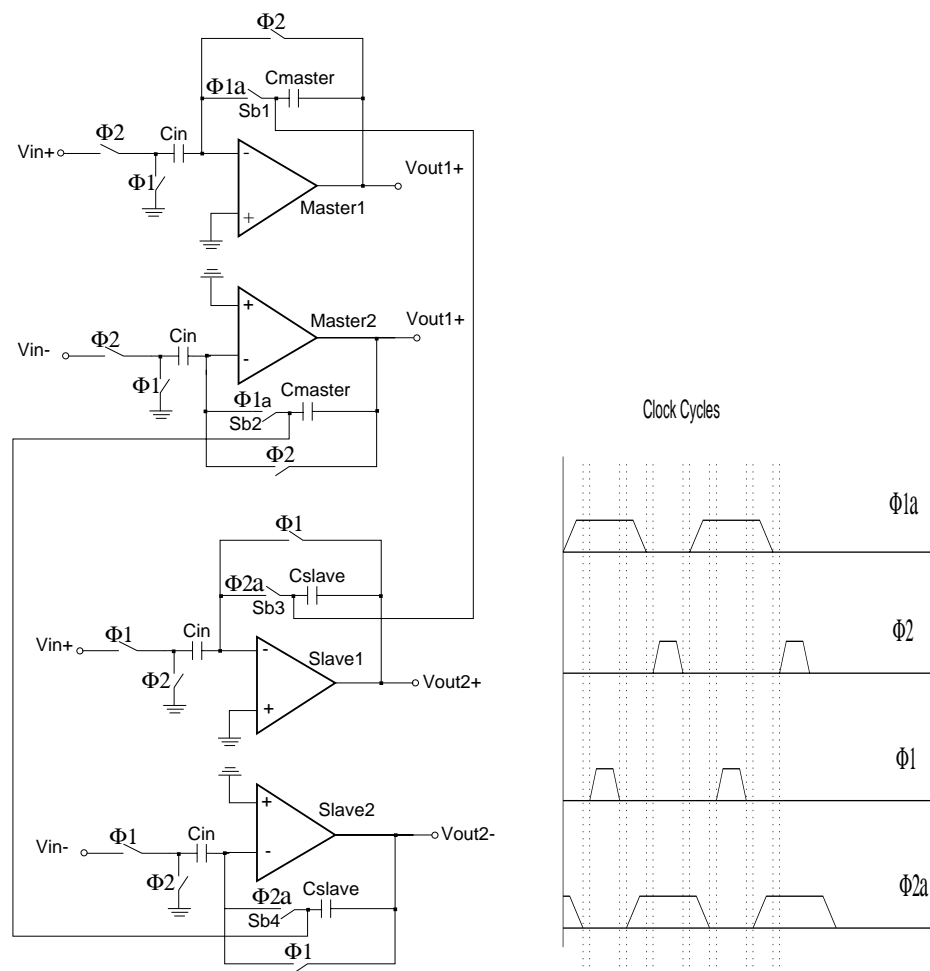 Φ2
Φ1a
Cmaster
Sb1
Vin+
Φ2
Cin
Φ1
-
+
Master1
Vout1+
+
-
Master2
Vout1+
Vin-
Φ2
Cin
Φ1
Φ1a
Cmaster
Sb2
Φ2
Φ1
Φ2a
Cslave
Sb3
Vin+
Φ1
Cin
Φ2
-
+
Slave1
Vout2+
+
-
Slave2
Vout2-
Vin-
Φ1
Cin
Φ2
Φ2a
Cslave
Sb4
Φ1
Clock Cycles
Φ1a
Φ2
Φ1
Φ2a